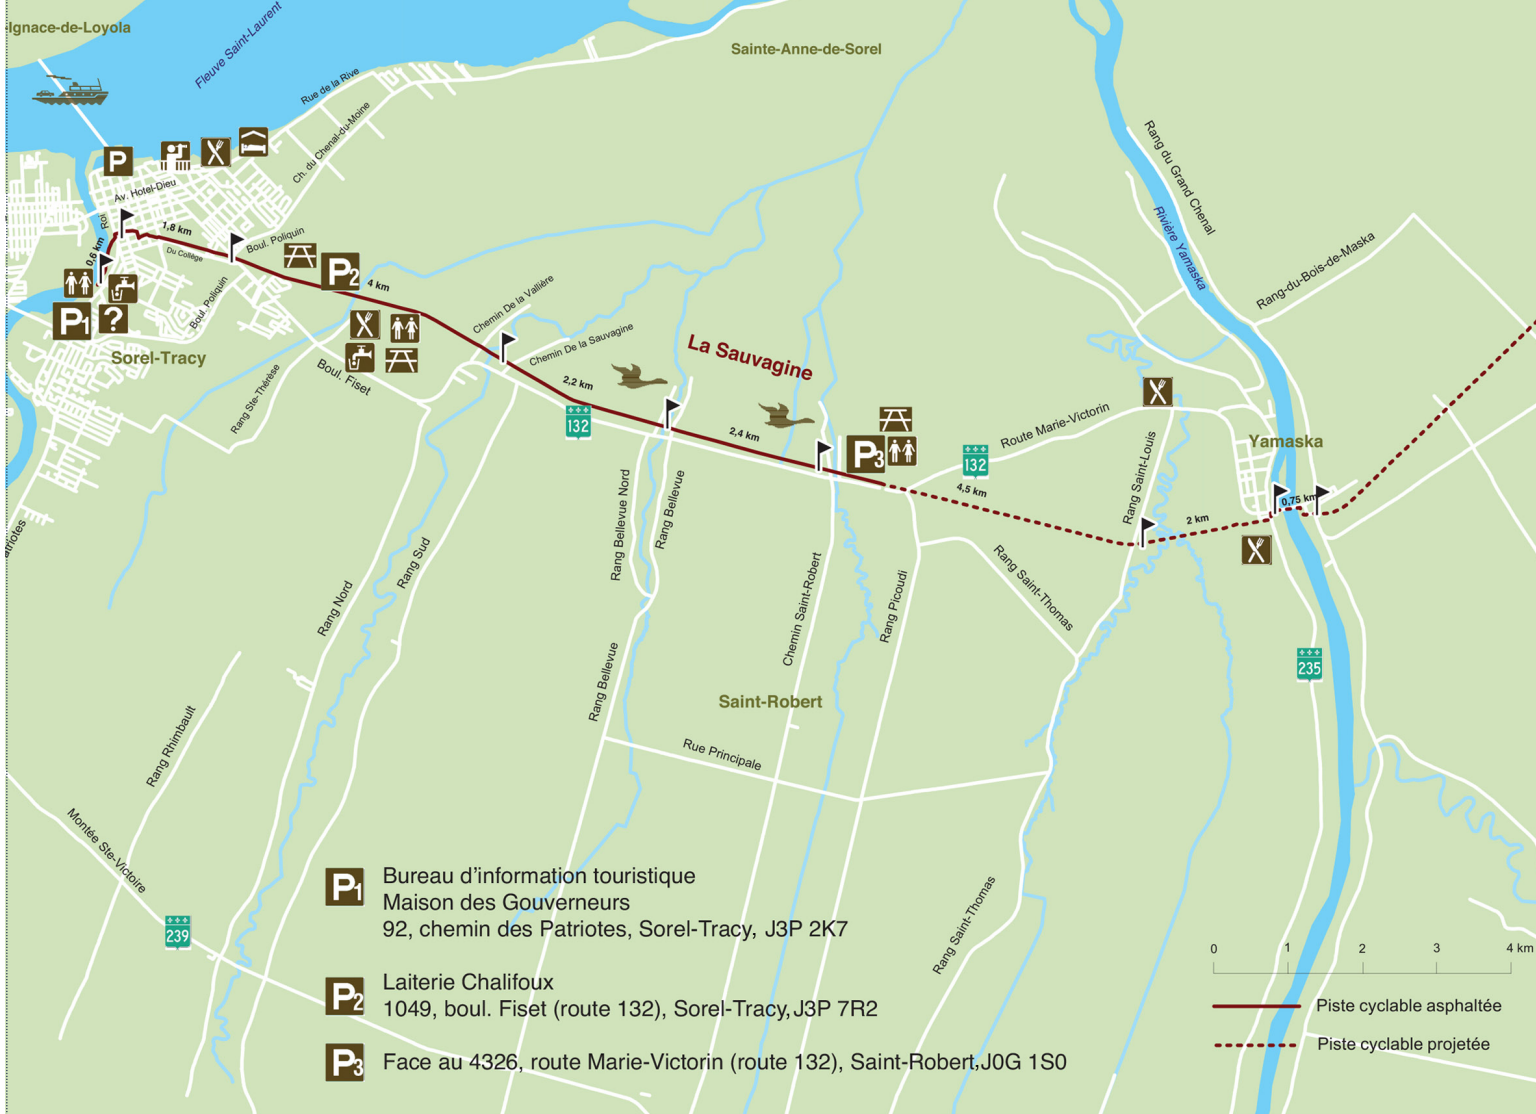 -Ignace-de-Loyola
Fleuve Saint-Laurent
Sainte-Anne-de-Sorel
Rue de la Rive
Ch. du Chenal-du-Moine
Rang du Grand Chenal
P
Av. Hotel-Dieu
Roi
1,8 km
Du Collège
Boul. Poliquin
Boul. Poliquin
0,6 km
P1
?
Sorel-Tracy
P2
4 km
Rivière Yamaska
Rang-du-Bois-de-Maska
Chemin De la Vallière
Chemin De la Sauvagine
La Sauvagine
Boul. Fiset
Rang Ste-Thérèse
2,2 km
132
2,4 km
P3
132
Route Marie-Victorin
4,5 km
Rang Saint-Louis
Yamaska
2 km
0,75 km
atriotes
Rang Nord
Rang Sud
Rang Bellevue Nord
Rang Bellevue
Chemin Saint-Robert
Rang Picoudi
Rang Saint-Thomas
235
Rang Bellevue
Saint-Robert
Rue Principale
Rang Rhimbault
Montée Ste-Victoire
239
Rang Saint-Thomas
P1
Bureau d’information touristique
Maison des Gouverneurs
92, chemin des Patriotes, Sorel-Tracy, J3P 2K7
P2
Laiterie Chalifoux
1049, boul. Fiset (route 132), Sorel-Tracy, J3P 7R2
P3
Face au 4326, route Marie-Victorin (route 132), Saint-Robert, J0G 1S0
0 1 2 3 4 km
Piste cyclable asphaltée
Piste cyclable projetée